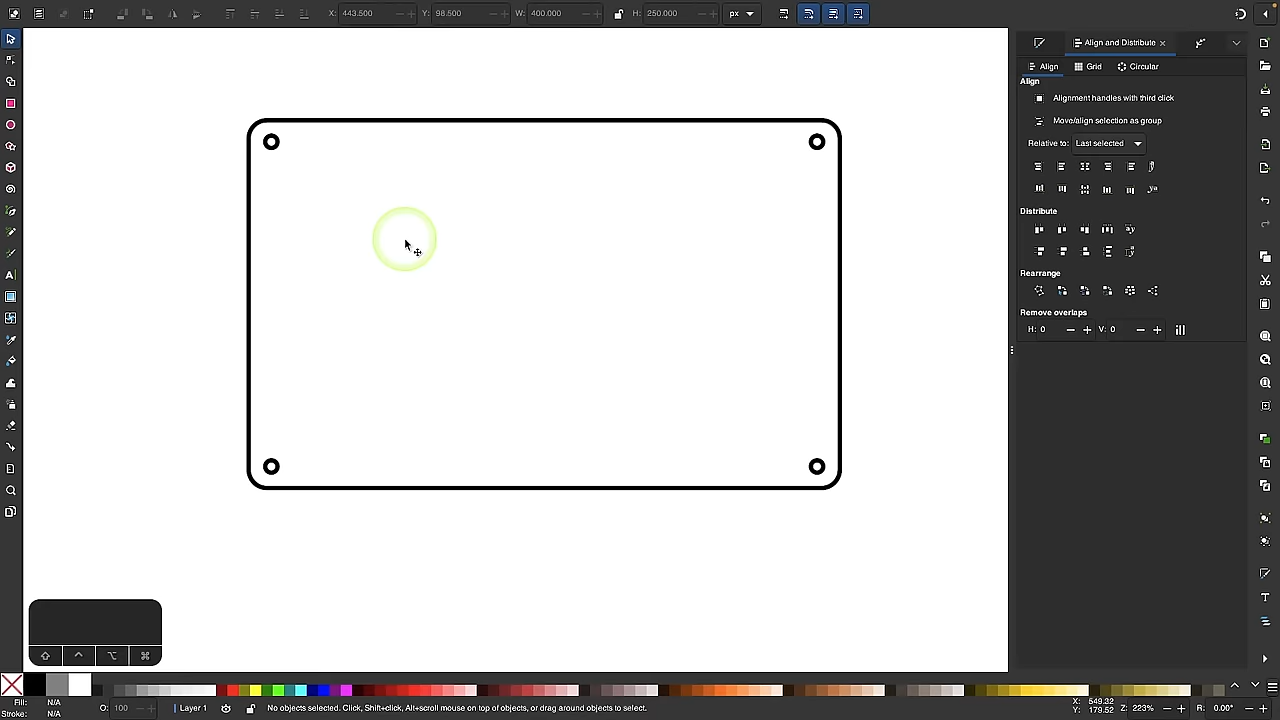 X: 443.500 Y: 98.500 W: 400.000 H: 250.000 px
Align and Distribute
Align Grid Circular
Align
Alignment handles with third click
Move/align selection as group
Relative to: Last selected
Distribute
Rearrange
Remove overlaps
H: 0 V: 0
Fill: N/A
Stroke: N/A
O: 100
Layer 1
No objects selected. Click, Shift+click, Alt+scroll mouse on top of objects, or drag around objects to select.
X: 549.32
Y: 179.52
Z: 223%
R: 0.00°